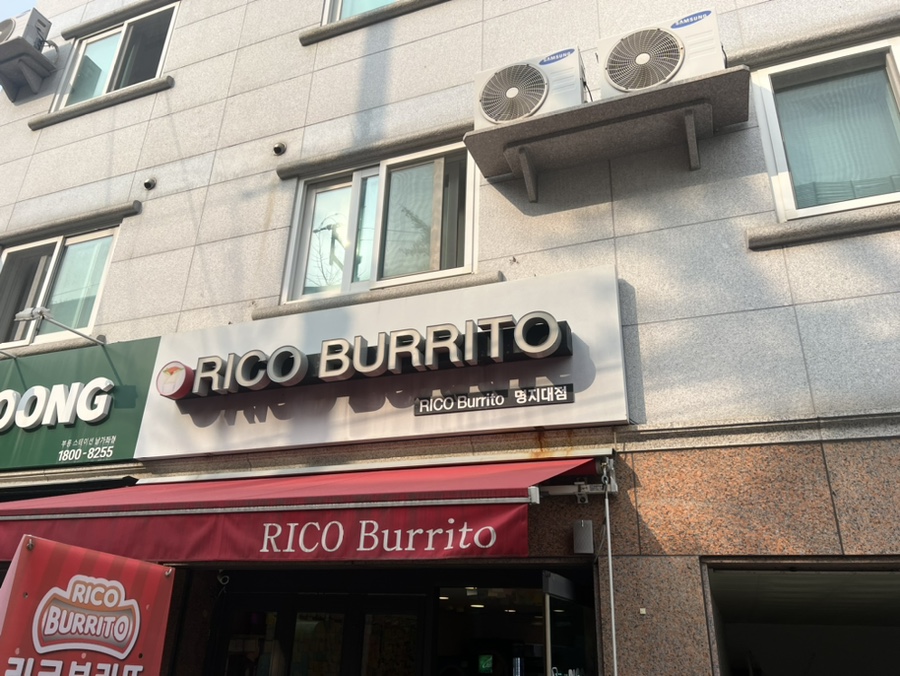 SAMSUNG
SAMSUNG
RICO BURRITO
RICO Burrito 명지대점
OONG
1800-8255
RICO Burrito
RICO
BURRITO